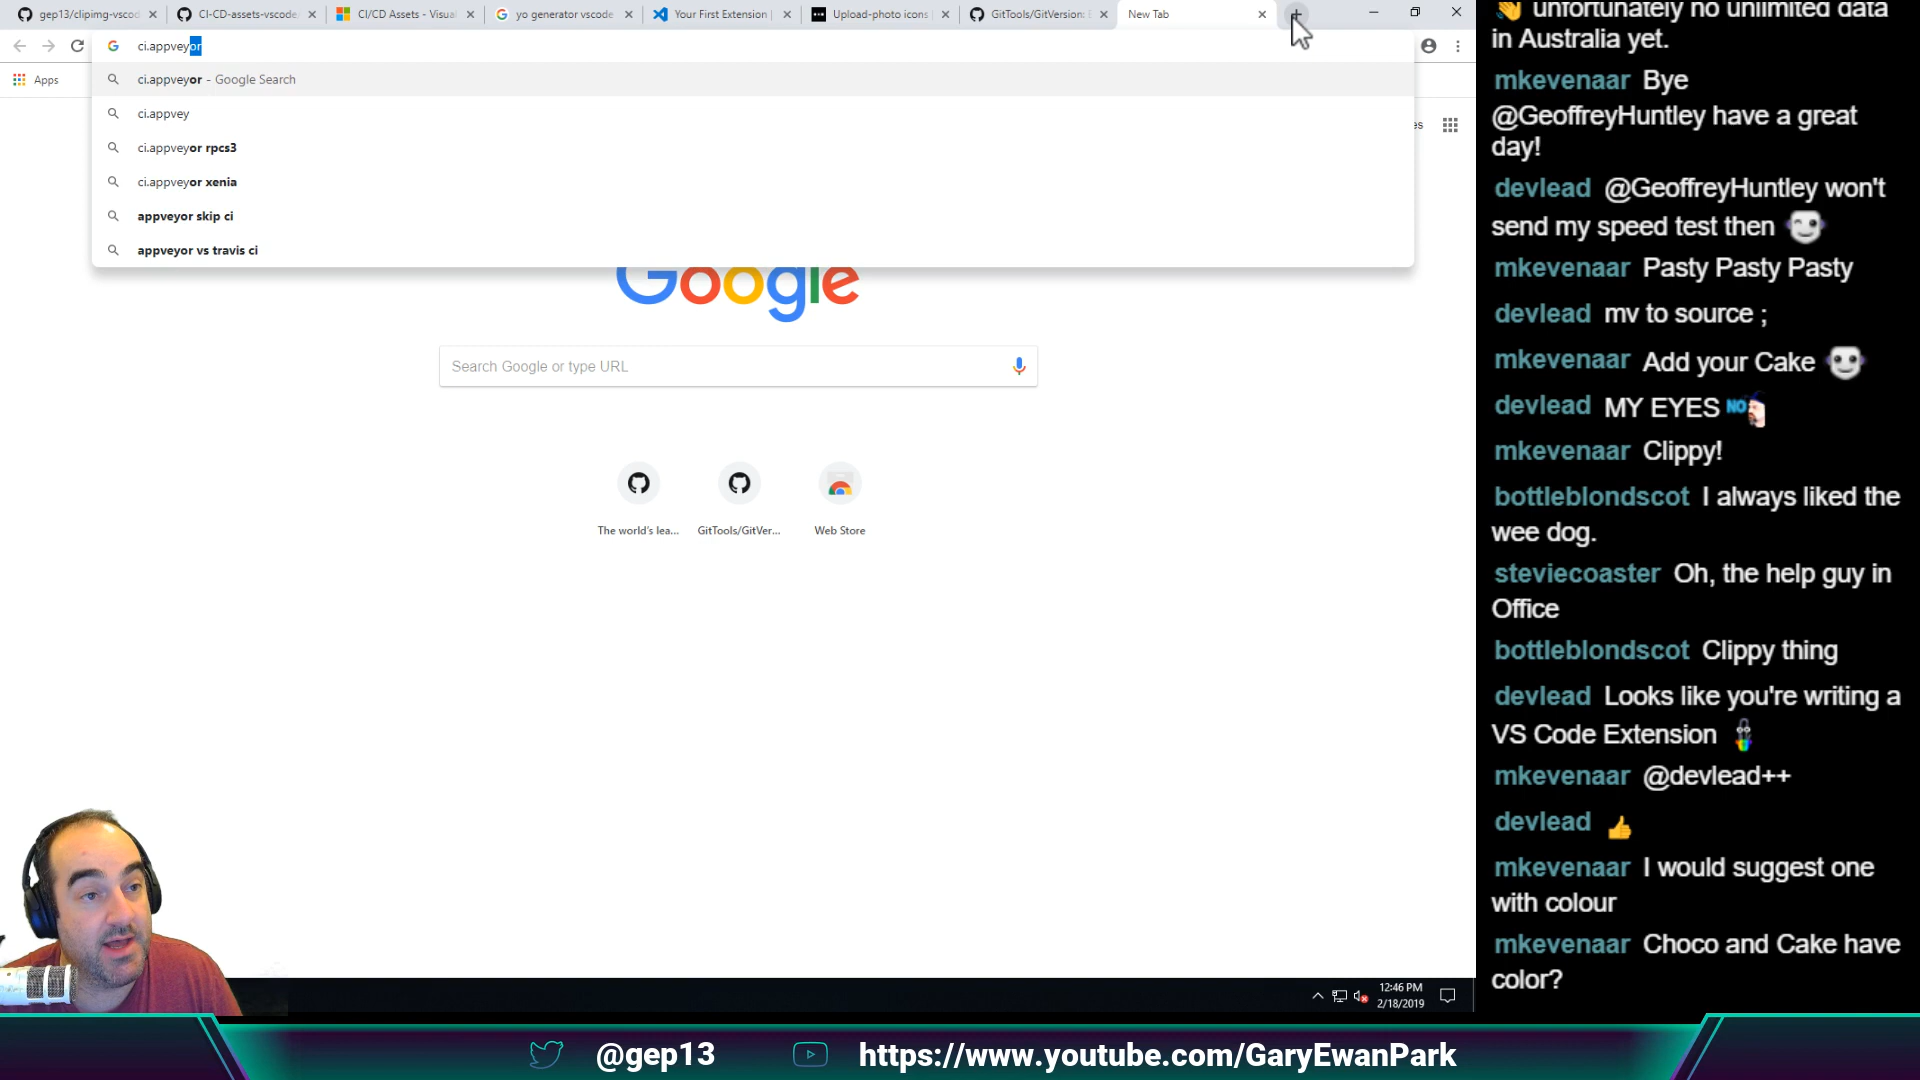 gep13/clipimg-vscod
CI-CD-assets-vscode
CI/CD Assets - Visual
yo generator vscode
Your First Extension
Upload-photo icons
GitTools/GitVersion:
New Tab
ci.appveyor
Apps
ci.appveyor - Google Search
ci.appvey
ci.appveyor rpcs3
ci.appveyor xenia
appveyor skip ci
appveyor vs travis ci
es
Google
Search Google or type URL
The world's lea...
GitTools/GitVer...
Web Store
12:46 PM
2/18/2019
unfortunately no unlimited data
in Australia yet.
mkevenaar Bye
@GeoffreyHuntley have a great
day!
devlead @GeoffreyHuntley won't
send my speed test then
mkevenaar Pasty Pasty Pasty
devlead mv to source ;
mkevenaar Add your Cake
devlead MY EYES NO
mkevenaar Clippy!
bottleblondscot I always liked the
wee dog.
steviecoaster Oh, the help guy in
Office
bottleblondscot Clippy thing
devlead Looks like you're writing a
VS Code Extension
mkevenaar @devlead++
devlead
mkevenaar I would suggest one
with colour
mkevenaar Choco and Cake have
color?
@gep13
https://www.youtube.com/GaryEwanPark